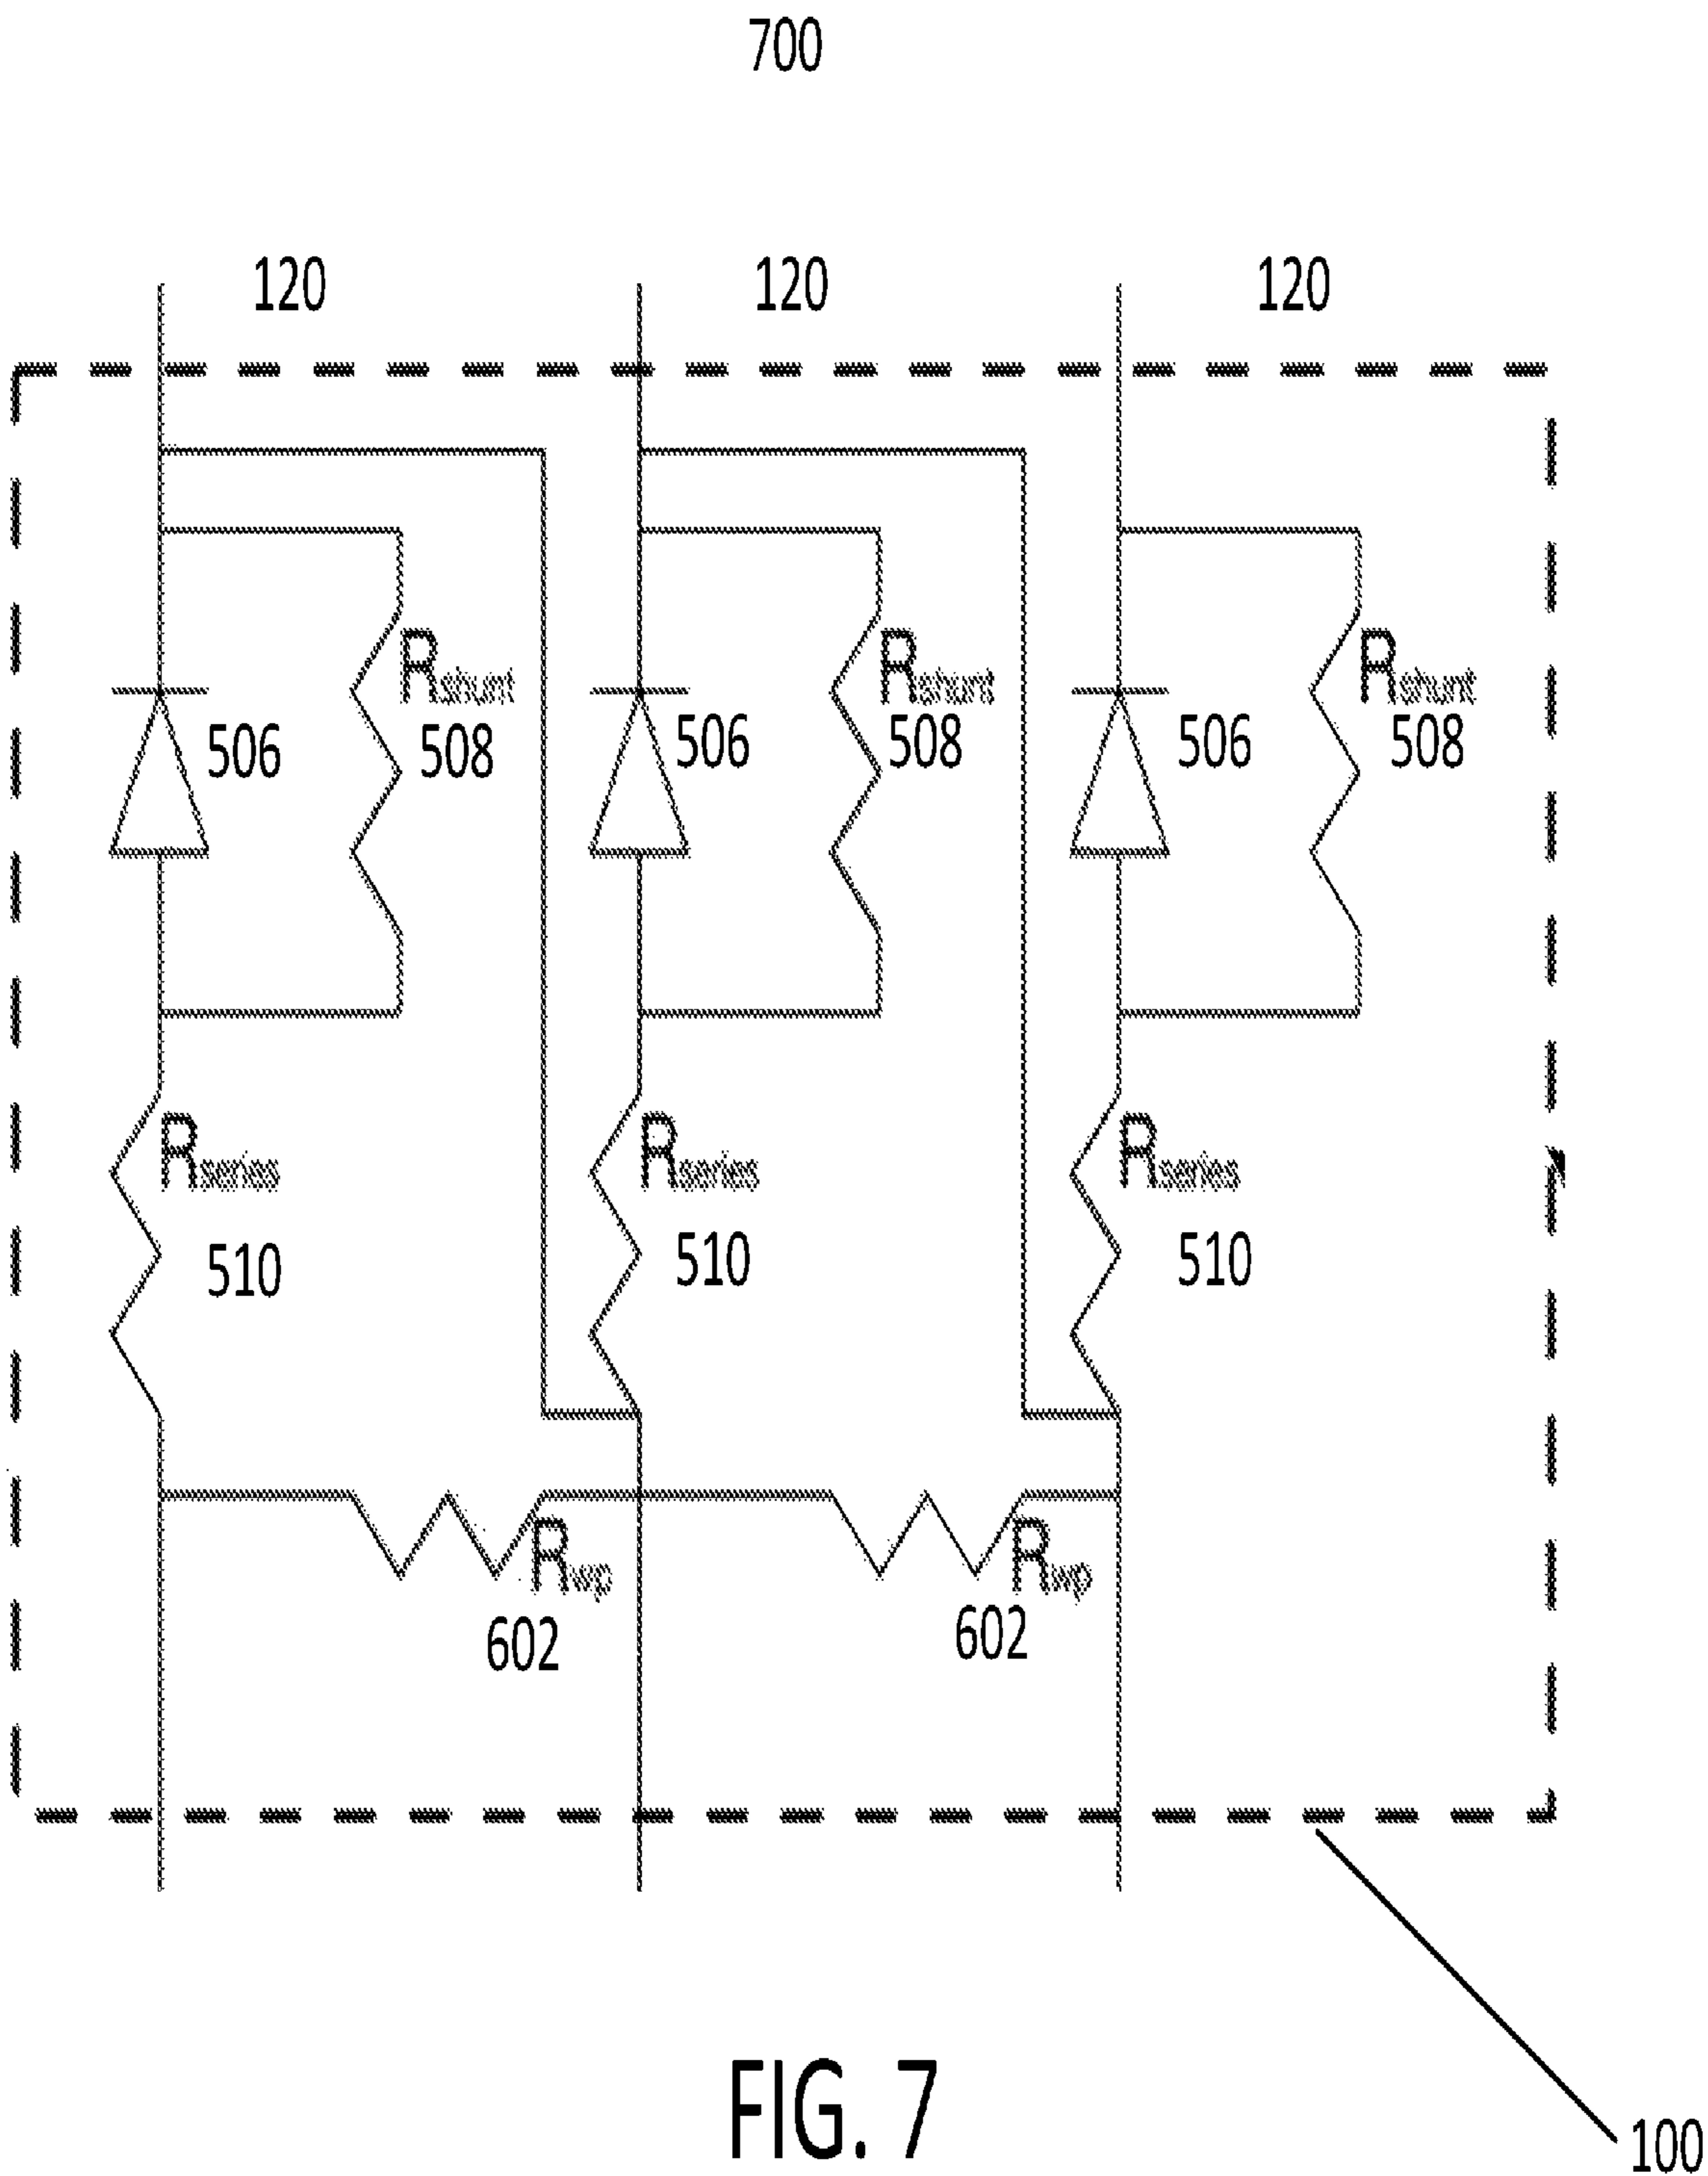 700
120 120 120
Rshunt Rshunt Rshunt
506 508 506 508 506 508
Rseries Rseries Rseries
510 510 510
Rwp Rwp
602 602
FIG. 7
100